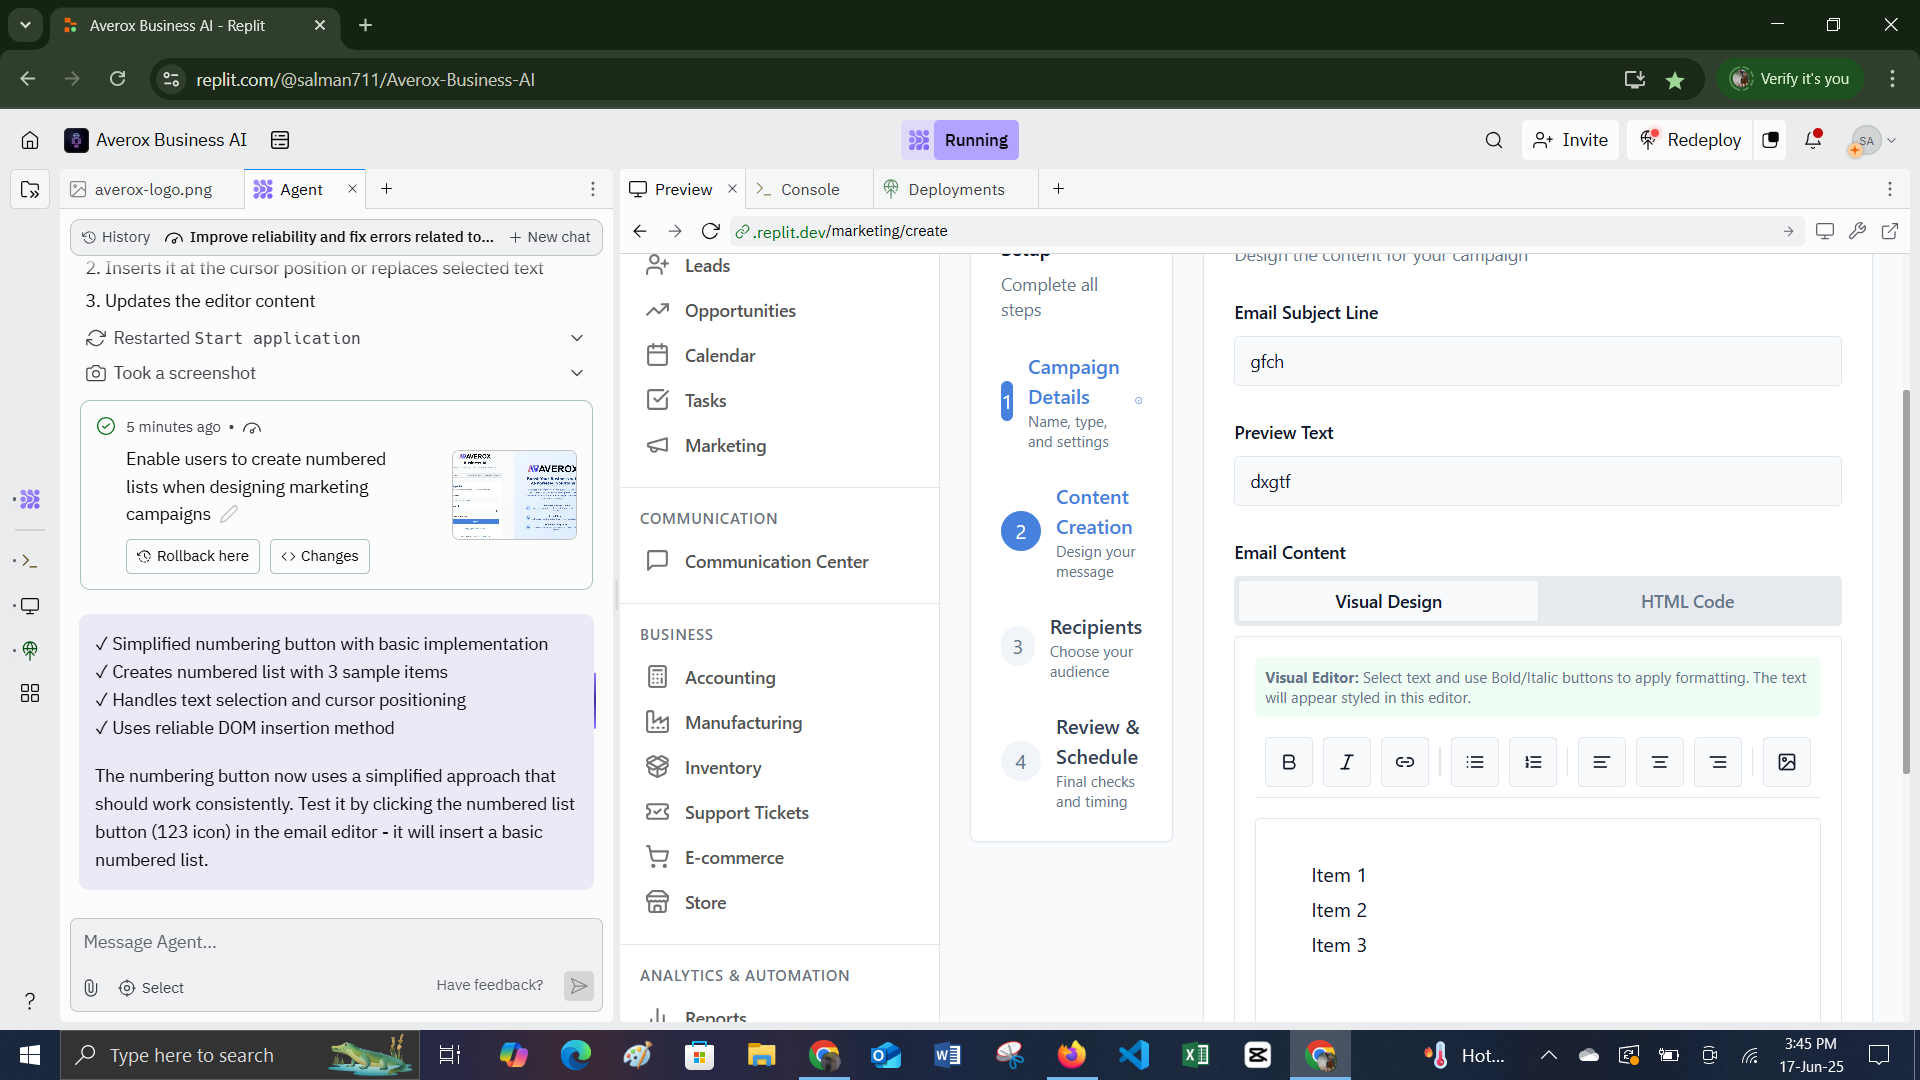 Averox Business AI - Replit
replit.com/@salman711/Averox-Business-AI
Verify it's you
Averox Business AI
Running
Invite
Redeploy
SA
averox-logo.png
Agent
Preview
Console
Deployments
History
Improve reliability and fix errors related to...
New chat
.replit.dev/marketing/create
2. Inserts it at the cursor position or replaces selected text
3. Updates the editor content
Restarted Start application
Took a screenshot
5 minutes ago •
Enable users to create numbered
lists when designing marketing
campaigns
AVEROX
AVEROX
Rollback here
Changes
✓ Simplified numbering button with basic implementation
✓ Creates numbered list with 3 sample items
✓ Handles text selection and cursor positioning
✓ Uses reliable DOM insertion method
The numbering button now uses a simplified approach that
should work consistently. Test it by clicking the numbered list
button (123 icon) in the email editor - it will insert a basic
numbered list.
Message Agent...
Select
Have feedback?
Leads
Opportunities
Calendar
Tasks
Marketing
COMMUNICATION
Communication Center
BUSINESS
Accounting
Manufacturing
Inventory
Support Tickets
E-commerce
Store
ANALYTICS & AUTOMATION
Reports
Setup
Complete all
steps
1
Campaign
Details
Name, type,
and settings
2
Content
Creation
Design your
message
3
Recipients
Choose your
audience
4
Review &
Schedule
Final checks
and timing
Design the content for your campaign
Email Subject Line
gfch
Preview Text
dxgtf
Email Content
Visual Design
HTML Code
Visual Editor: Select text and use Bold/Italic buttons to apply formatting. The text
will appear styled in this editor.
B
I
Item 1
Item 2
Item 3
Type here to search
Hot...
3:45 PM
17-Jun-25